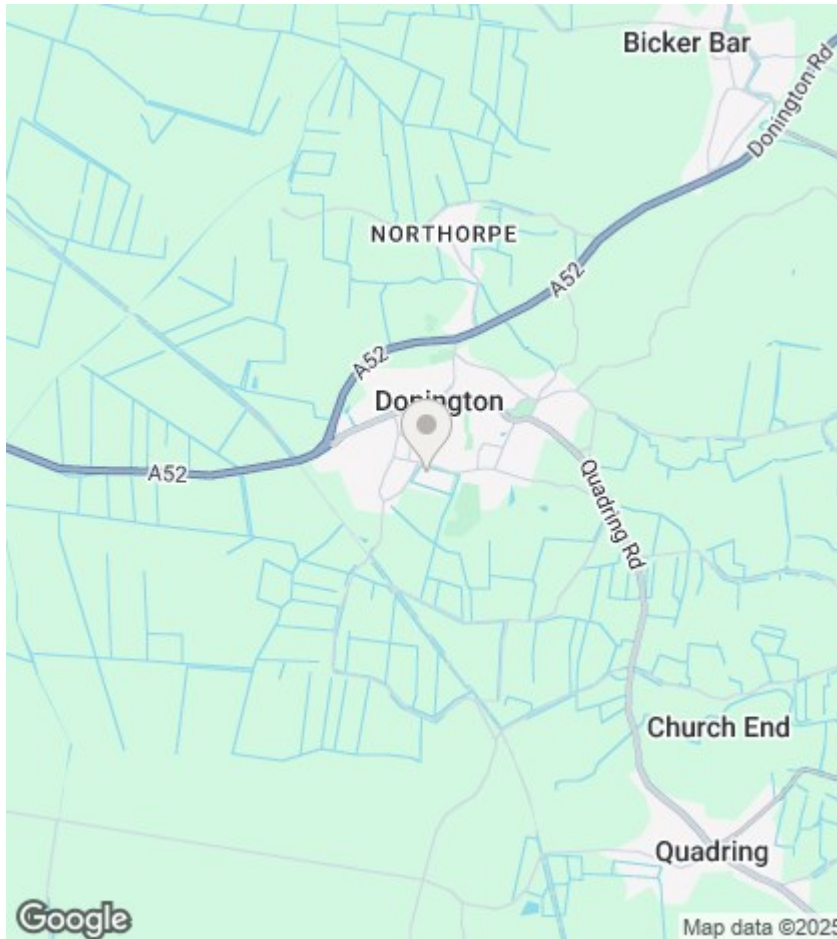 Bicker Bar
Donington Rd
NORTHORPE
A52
A52
Donington
A52
Quadring Rd
Church End
Quadring
Google
Map data ©2025